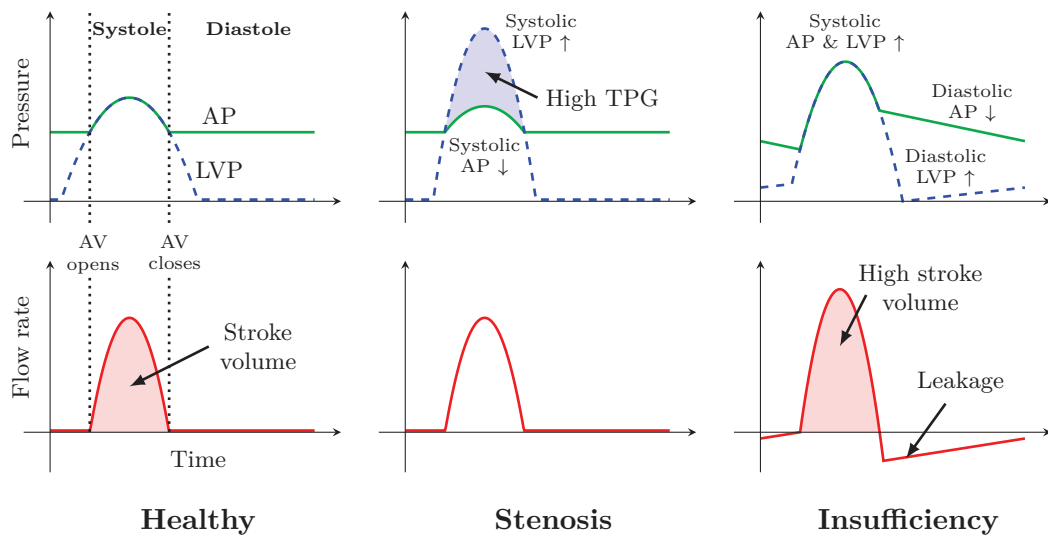 Pressure
Systole
Diastole
AP
LVP
Systolic
LVP ↑
High TPG
Systolic
AP ↓
Systolic
AP & LVP ↑
Diastolic
AP ↓
Diastolic
LVP ↑
AV
opens
AV
closes
Flow rate
Stroke
volume
Time
High stroke
volume
Leakage
Healthy
Stenosis
Insufficiency